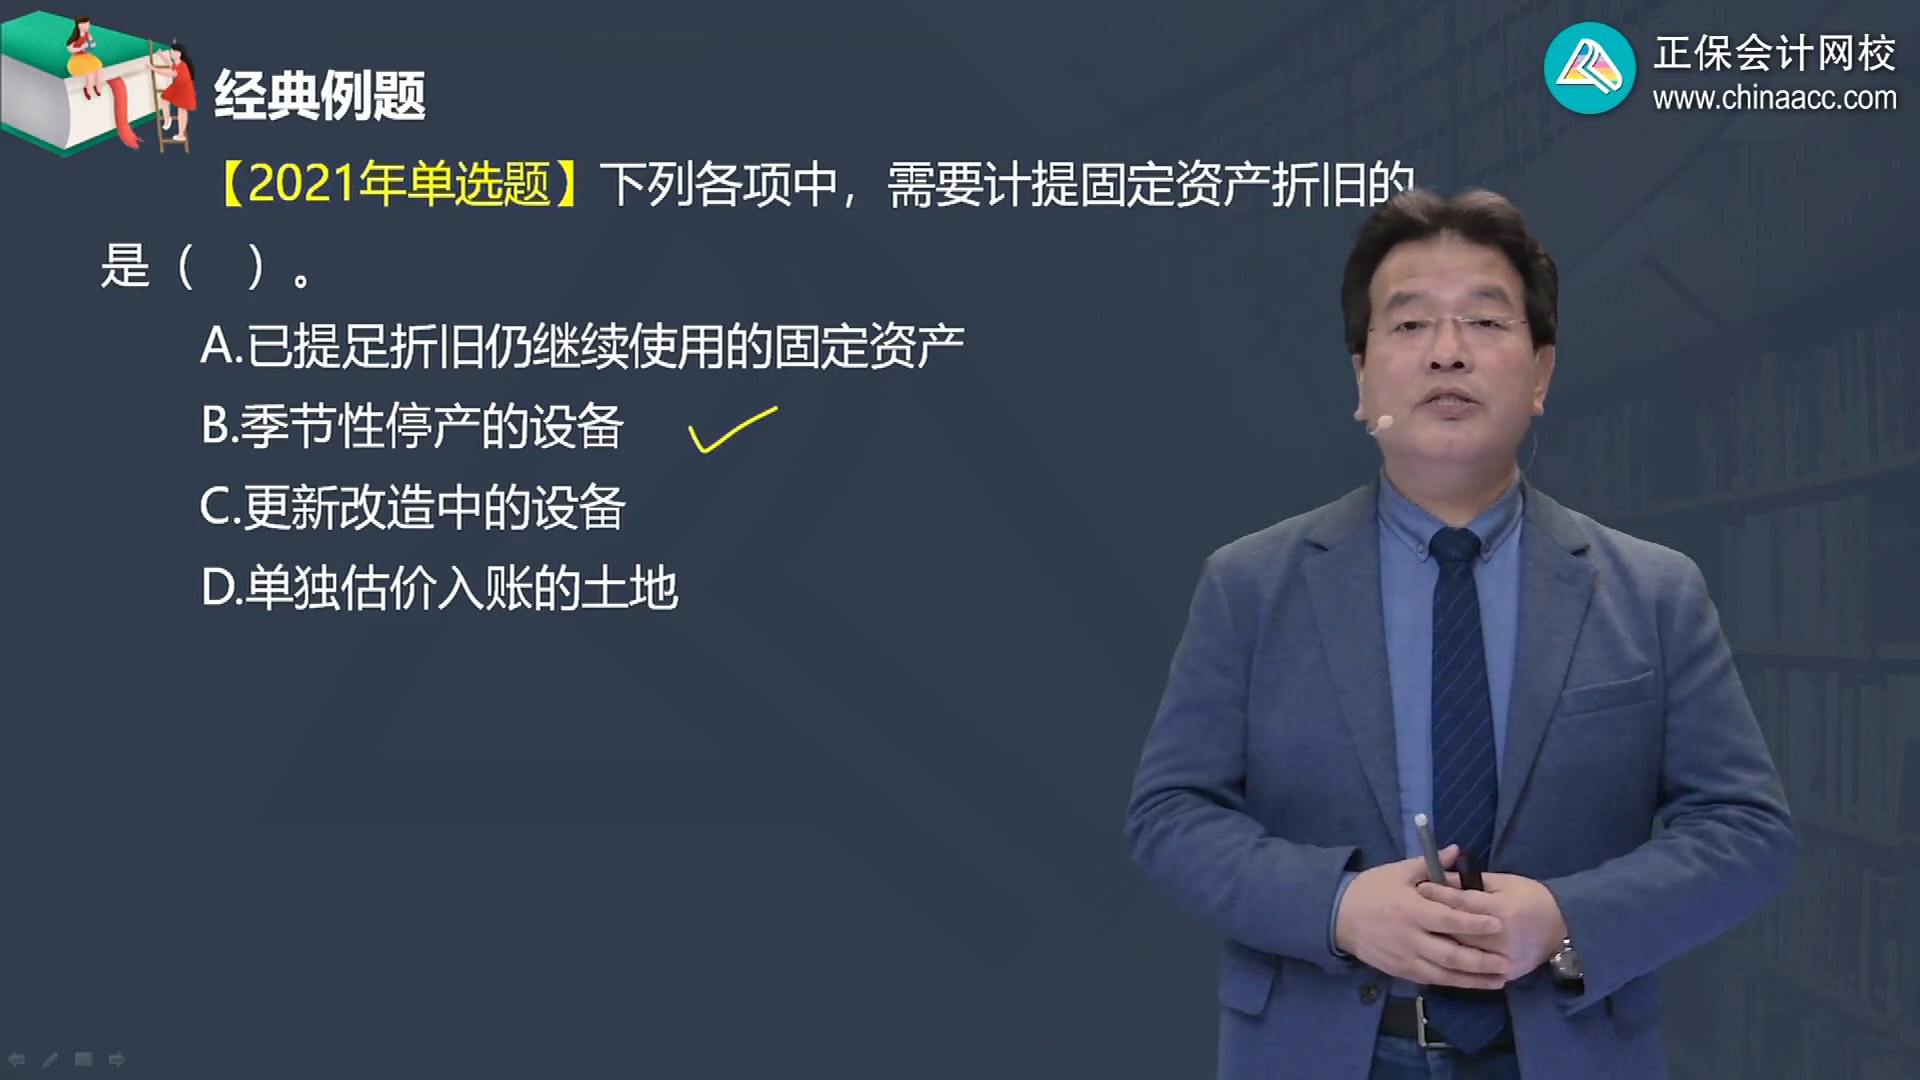 正保会计网校
www.chinaacc.com
经典例题
【2021年单选题】下列各项中，需要计提固定资产折旧的
是（　）。
A.已提足折旧仍继续使用的固定资产
B.季节性停产的设备
C.更新改造中的设备
D.单独估价入账的土地